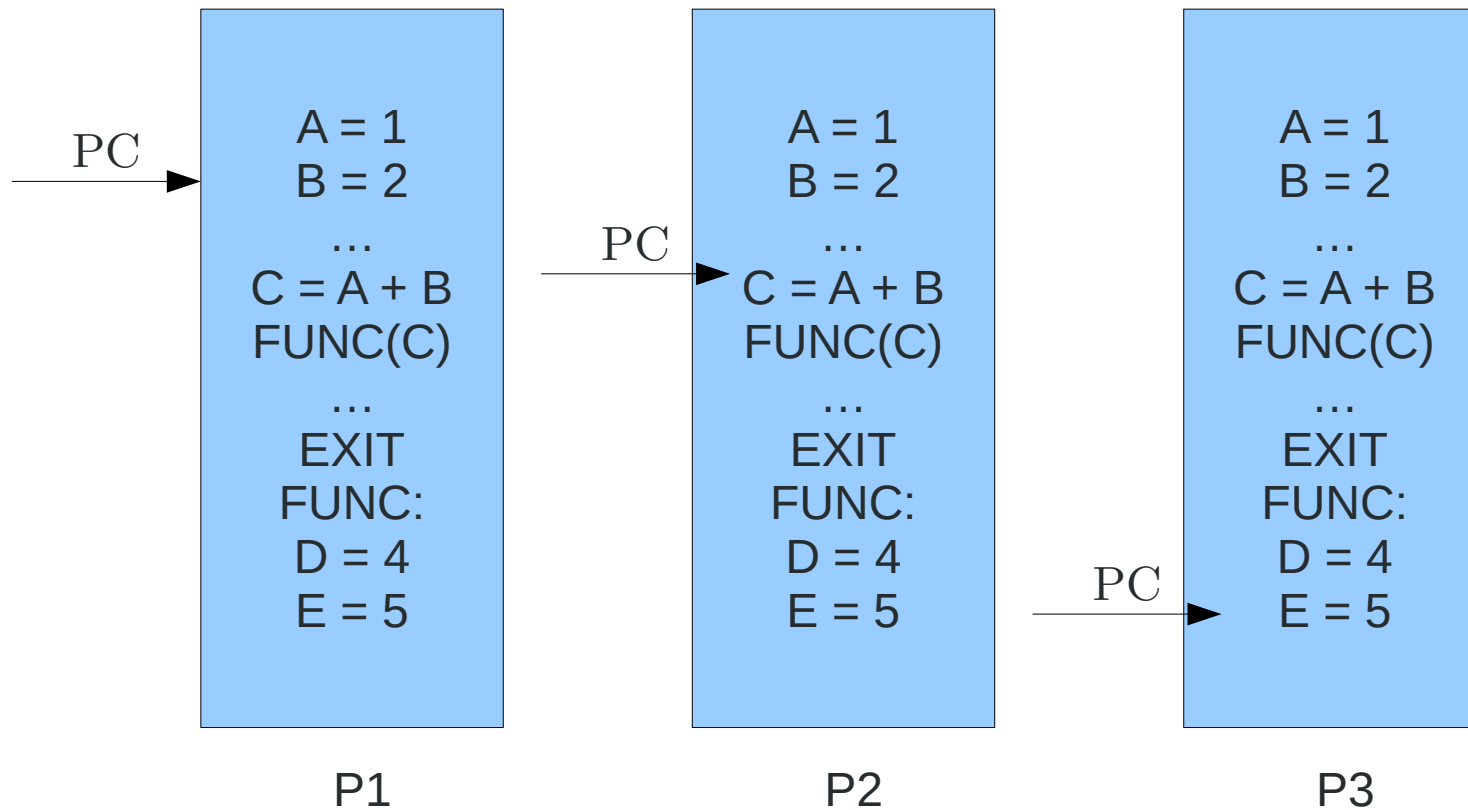 PC
A = 1
B = 2
...
C = A + B
FUNC(C)
...
EXIT
FUNC:
D = 4
E = 5
P1
PC
A = 1
B = 2
...
C = A + B
FUNC(C)
...
EXIT
FUNC:
D = 4
E = 5
P2
PC
A = 1
B = 2
...
C = A + B
FUNC(C)
...
EXIT
FUNC:
D = 4
E = 5
P3